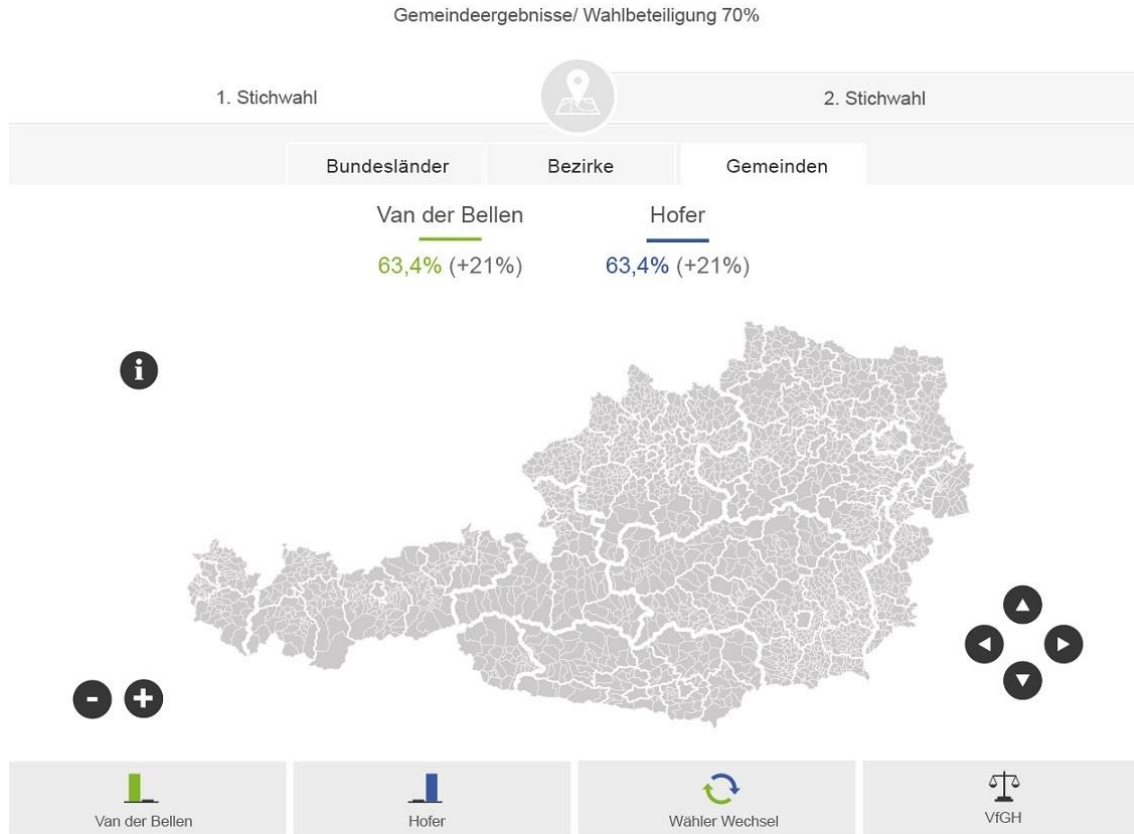 Gemeindeergebnisse/ Wahlbeteiligung 70%
1. Stichwahl
2. Stichwahl
Bundesländer Bezirke Gemeinden
Van der Bellen Hofer
63,4% (+21%) 63,4% (+21%)
i
- +
Van der Bellen Hofer Wähler Wechsel VfGH